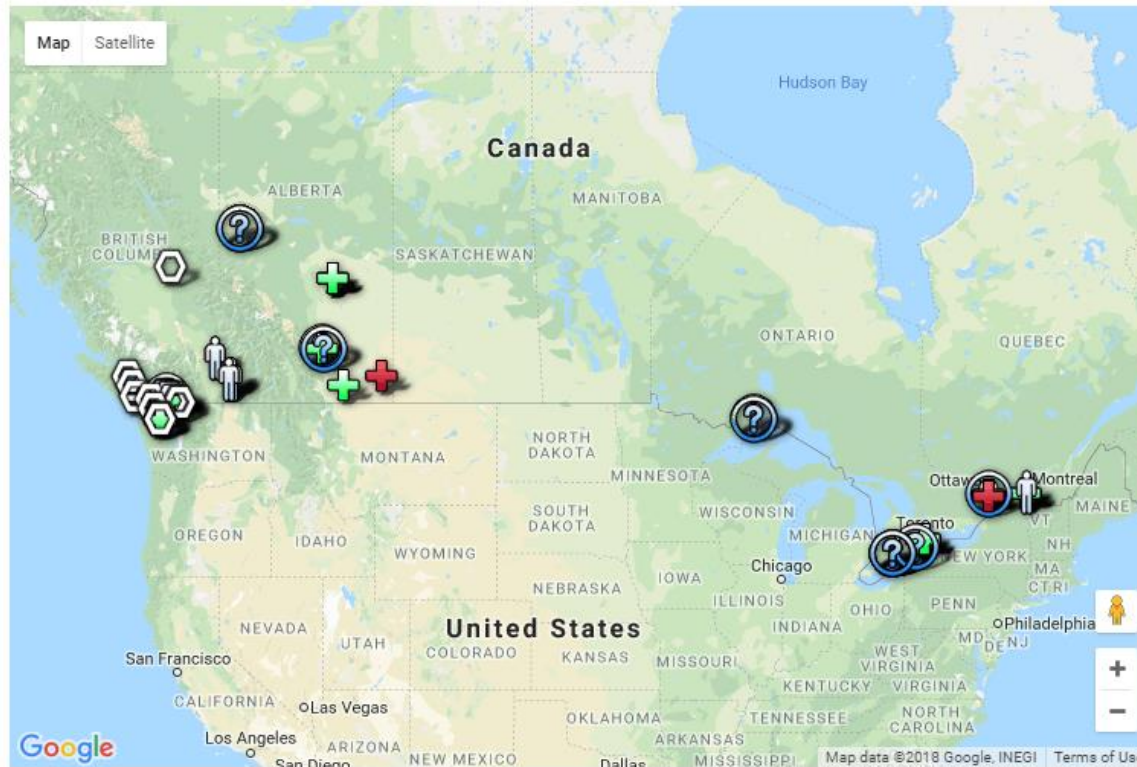 Map Satellite
Hudson Bay
Canada
ALBERTA
MANITOBA
BRITISH
SASKATCHEWAN
ONTARIO
QUEBEC
WASHINGTON
MONTANA
NORTH
DAKOTA
MINNESOTA
Montreal
MAINE
VT
OREGON
IDAHO
SOUTH
DAKOTA
WISCONSIN
MICHIGAN
Toronto
NH
WYOMING
MA
CT RI
Chicago
IOWA
NEBRASKA
ILLINOIS
OHIO
PENN
NEVADA
UTAH
United States
INDIANA
Philadelphia
COLORADO
KANSAS
MISSOURI
WEST
VIRGINIA
MD
DE NJ
San Francisco
KENTUCKY
VIRGINIA
CALIFORNIA
Las Vegas
OKLAHOMA
TENNESSEE
NORTH
CAROLINA
Los Angeles
ARIZONA
NEW MEXICO
ARKANSAS
MISSISSIPPI
San Diego
Dallas
Google
Map data ©2018 Google, INEGI Terms of Us